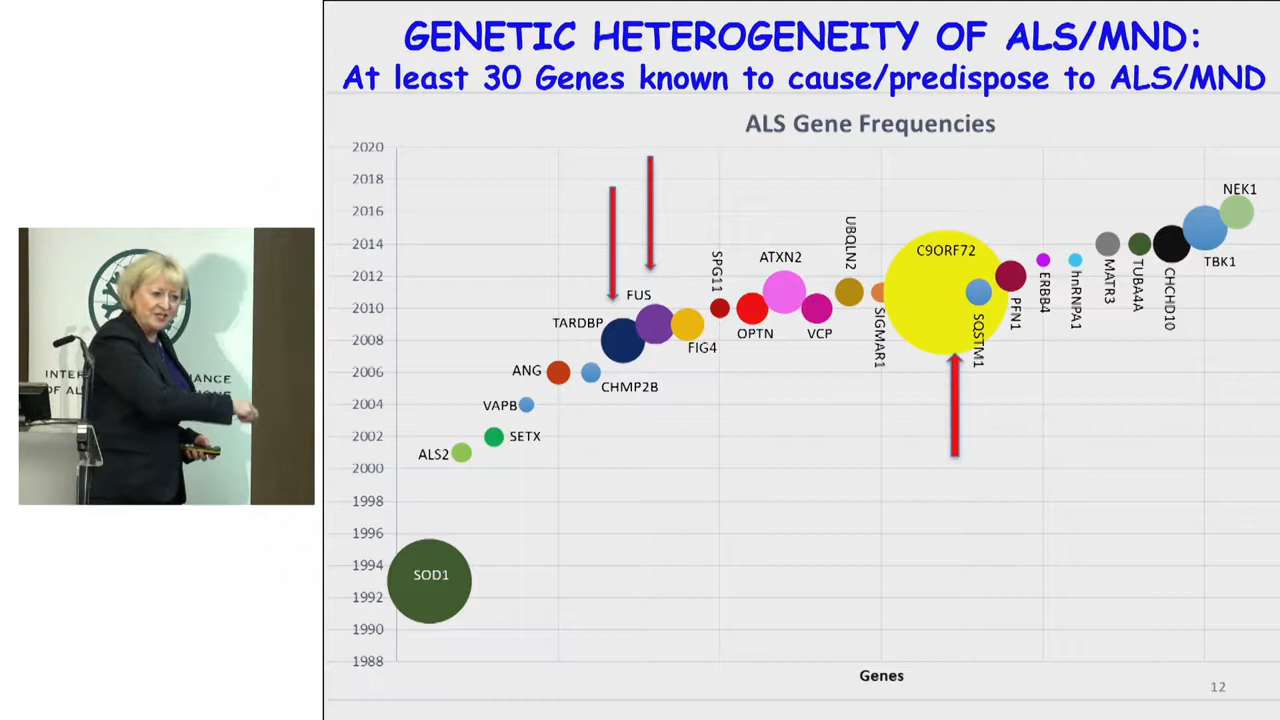 GENETIC HETEROGENEITY OF ALS/MND:
At least 30 Genes known to cause/predispose to ALS/MND
ALS Gene Frequencies
2020
2018
2016
2014
2012
2010
2008
2006
2004
2002
2000
1998
1996
1994
1992
1990
1988
SOD1
ALS2
SETX
VAPB
ANG
CHMP2B
TARDBP
FUS
FIG4
SPG11
OPTN
ATXN2
VCP
UBQLN2
SIGMAR1
C9ORF72
SQSTM1
PFN1
ERBB4
hnRNPA1
MATR3
TUBA4A
CHCHD10
TBK1
NEK1
Genes
12